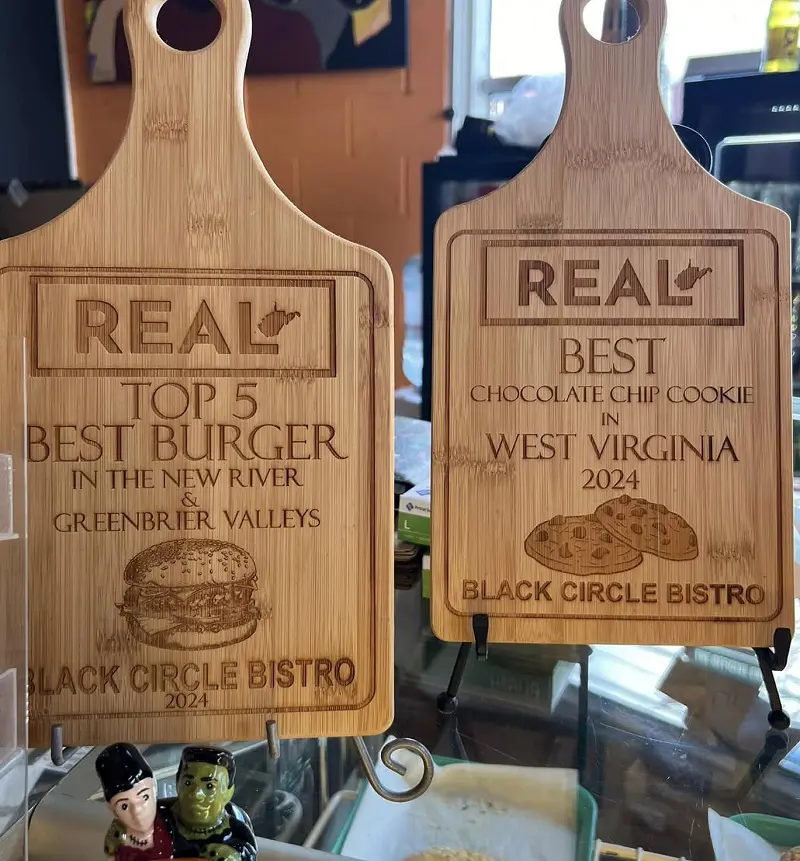 REAL
TOP 5
BEST BURGER
IN THE NEW RIVER
&
GREENBRIER VALLEYS
BLACK CIRCLE BISTRO
2024
REAL
BEST
CHOCOLATE CHIP COOKIE
IN
WEST VIRGINIA
2024
BLACK CIRCLE BISTRO
L